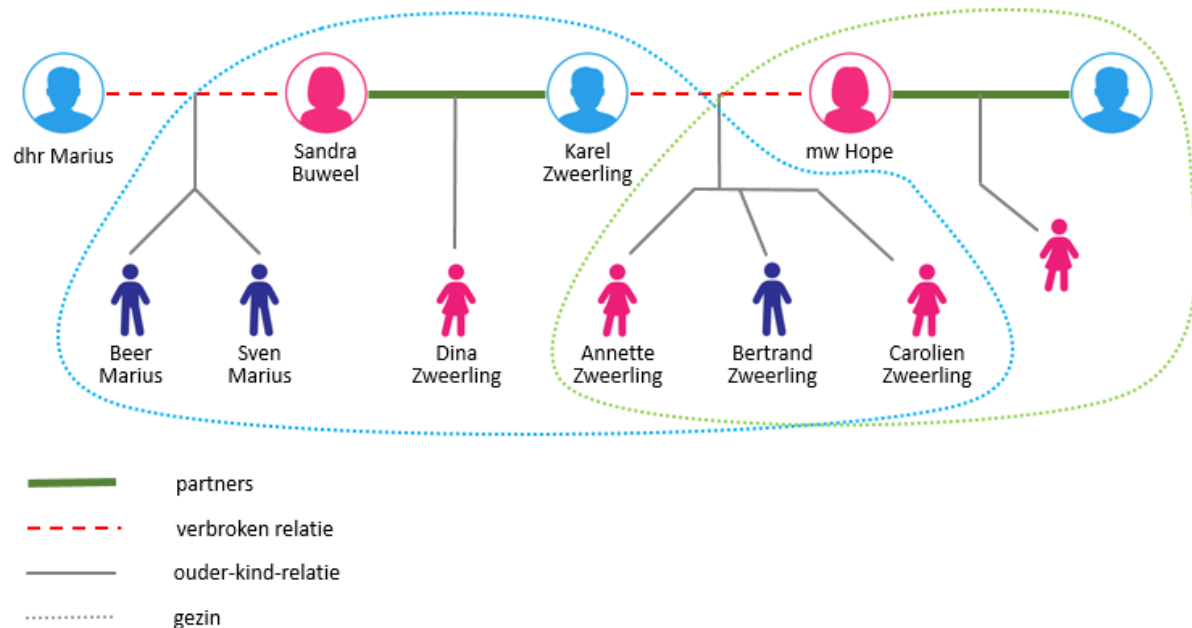 dhr Marius
Sandra
Buweel
Karel
Zweerling
mw Hope
Beer
Marius
Sven
Marius
Dina
Zweerling
Annette
Zweerling
Bertrand
Zweerling
Carolien
Zweerling
partners
verbroken relatie
ouder-kind-relatie
gezin